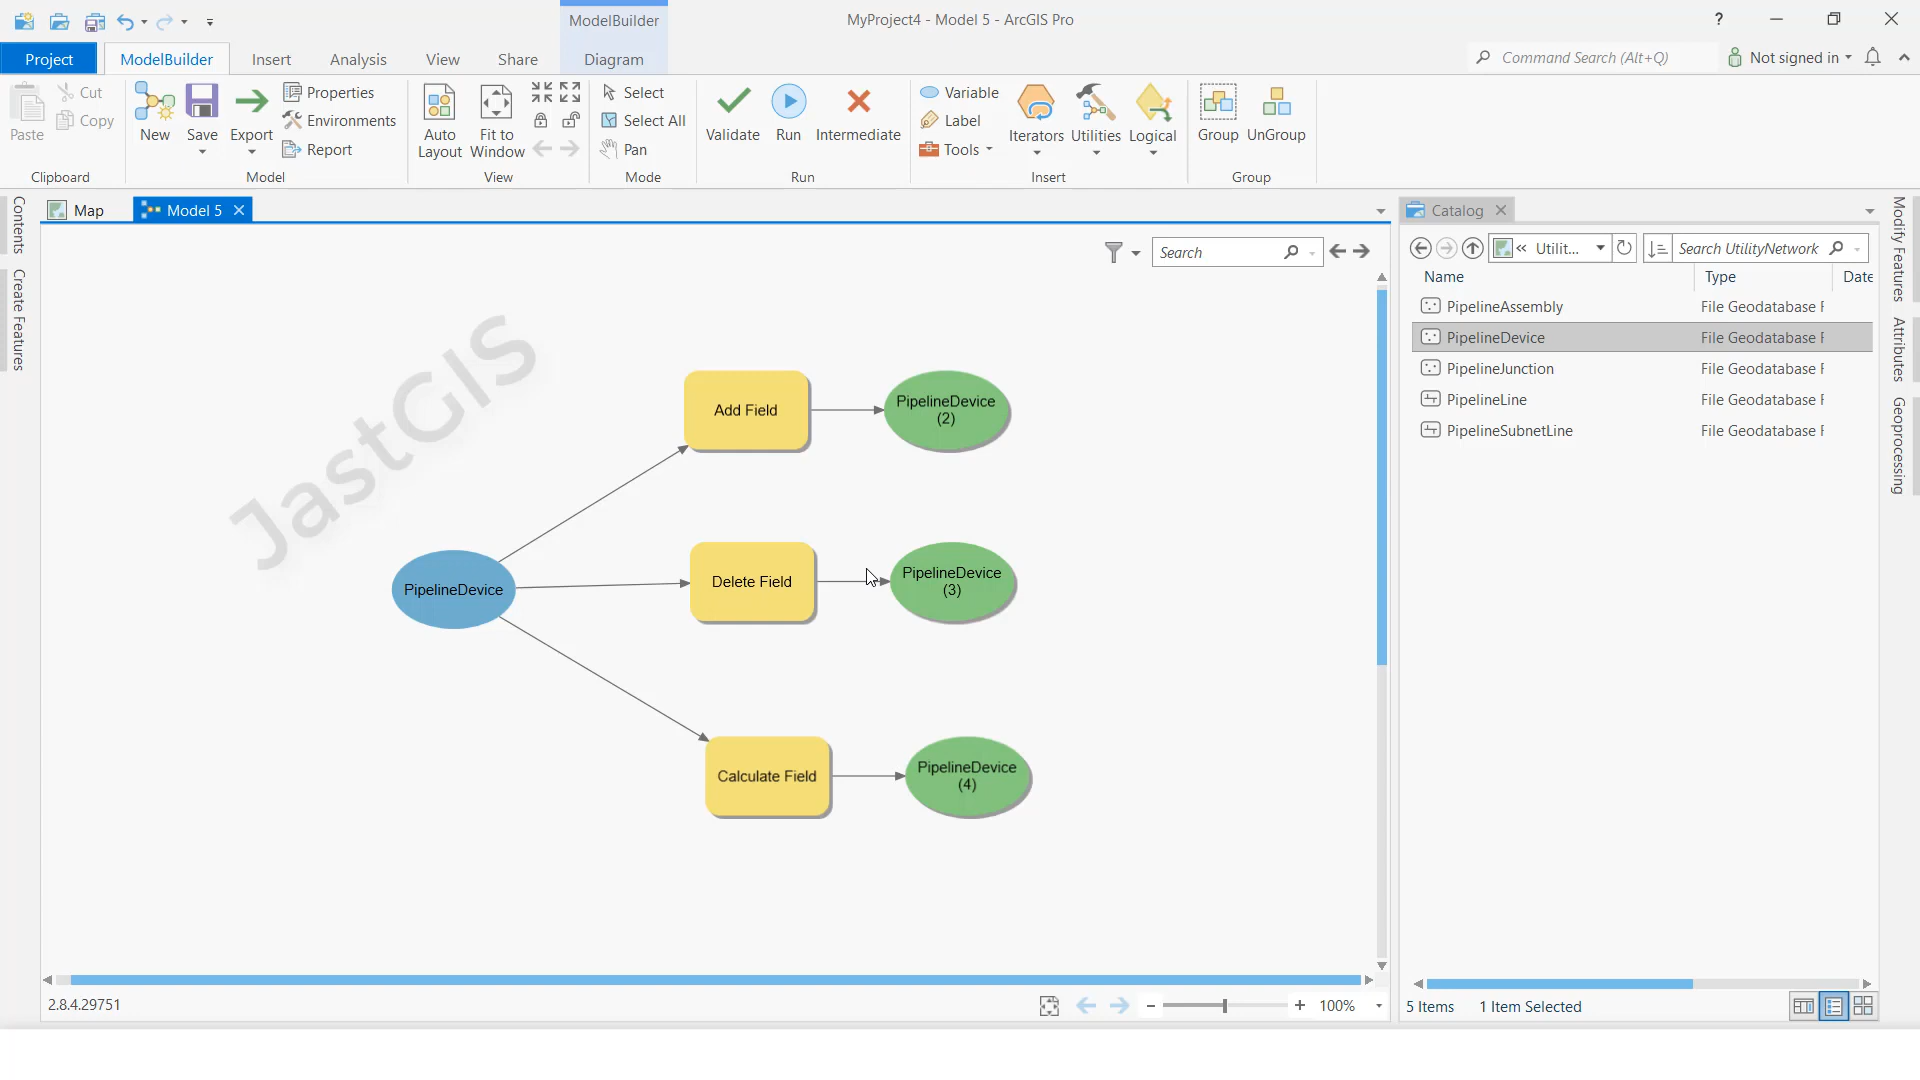 MyProject4 - Model 5 - ArcGIS Pro
ModelBuilder
?
Project
ModelBuilder
Insert
Analysis
View
Share
Diagram
Command Search (Alt+Q)
Not signed in
Paste
Cut
Copy
Clipboard
New
Save
Export
Properties
Environments
Report
Model
Auto
Layout
Fit to
Window
View
Select
Select All
Pan
Mode
Validate
Run
Intermediate
Run
Variable
Label
Tools
Iterators
Utilities
Logical
Insert
Group
UnGroup
Group
Contents
Create Features
Map
Model 5
Search
JastGIS
PipelineDevice
Add Field
PipelineDevice
(2)
Delete Field
PipelineDevice
(3)
Calculate Field
PipelineDevice
(4)
2.8.4.29751
100%
Catalog
Utilit...
Search UtilityNetwork
Name Type Date
PipelineAssembly File Geodatabase F
PipelineDevice File Geodatabase F
PipelineJunction File Geodatabase F
PipelineLine File Geodatabase F
PipelineSubnetLine File Geodatabase F
5 Items 1 Item Selected
Modify Features
Attributes
Geoprocessing